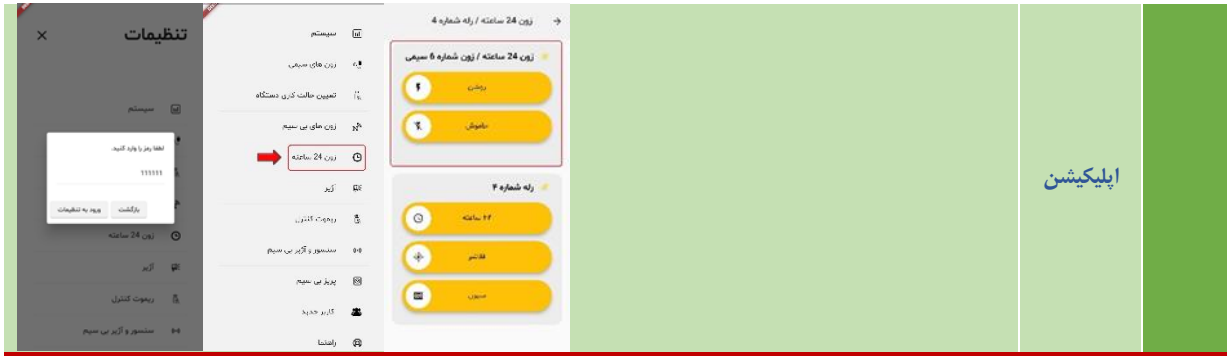 اپلیکیشن
زون 24 ساعته / رله شماره 4
زون 24 ساعته / زون شماره 6 سیمی
روشن
خاموش
رله شماره ۴
۲۴ ساعته
فلاشر
سیستم
زون های سیمی
تعیین حالت کاری دستگاه
زون های بی سیم
زون 24 ساعته
آژیر
ریموت کنترل
سنسور و آژیر بی سیم
پریز بی سیم
کاربر جدید
راهنما
تنظیمات
×
سیستم
لطفا رمز را وارد کنید.
111111
بازگشت
ورود به تنظیمات
زون 24 ساعته
آژیر
ریموت کنترل
سنسور و آژیر بی سیم